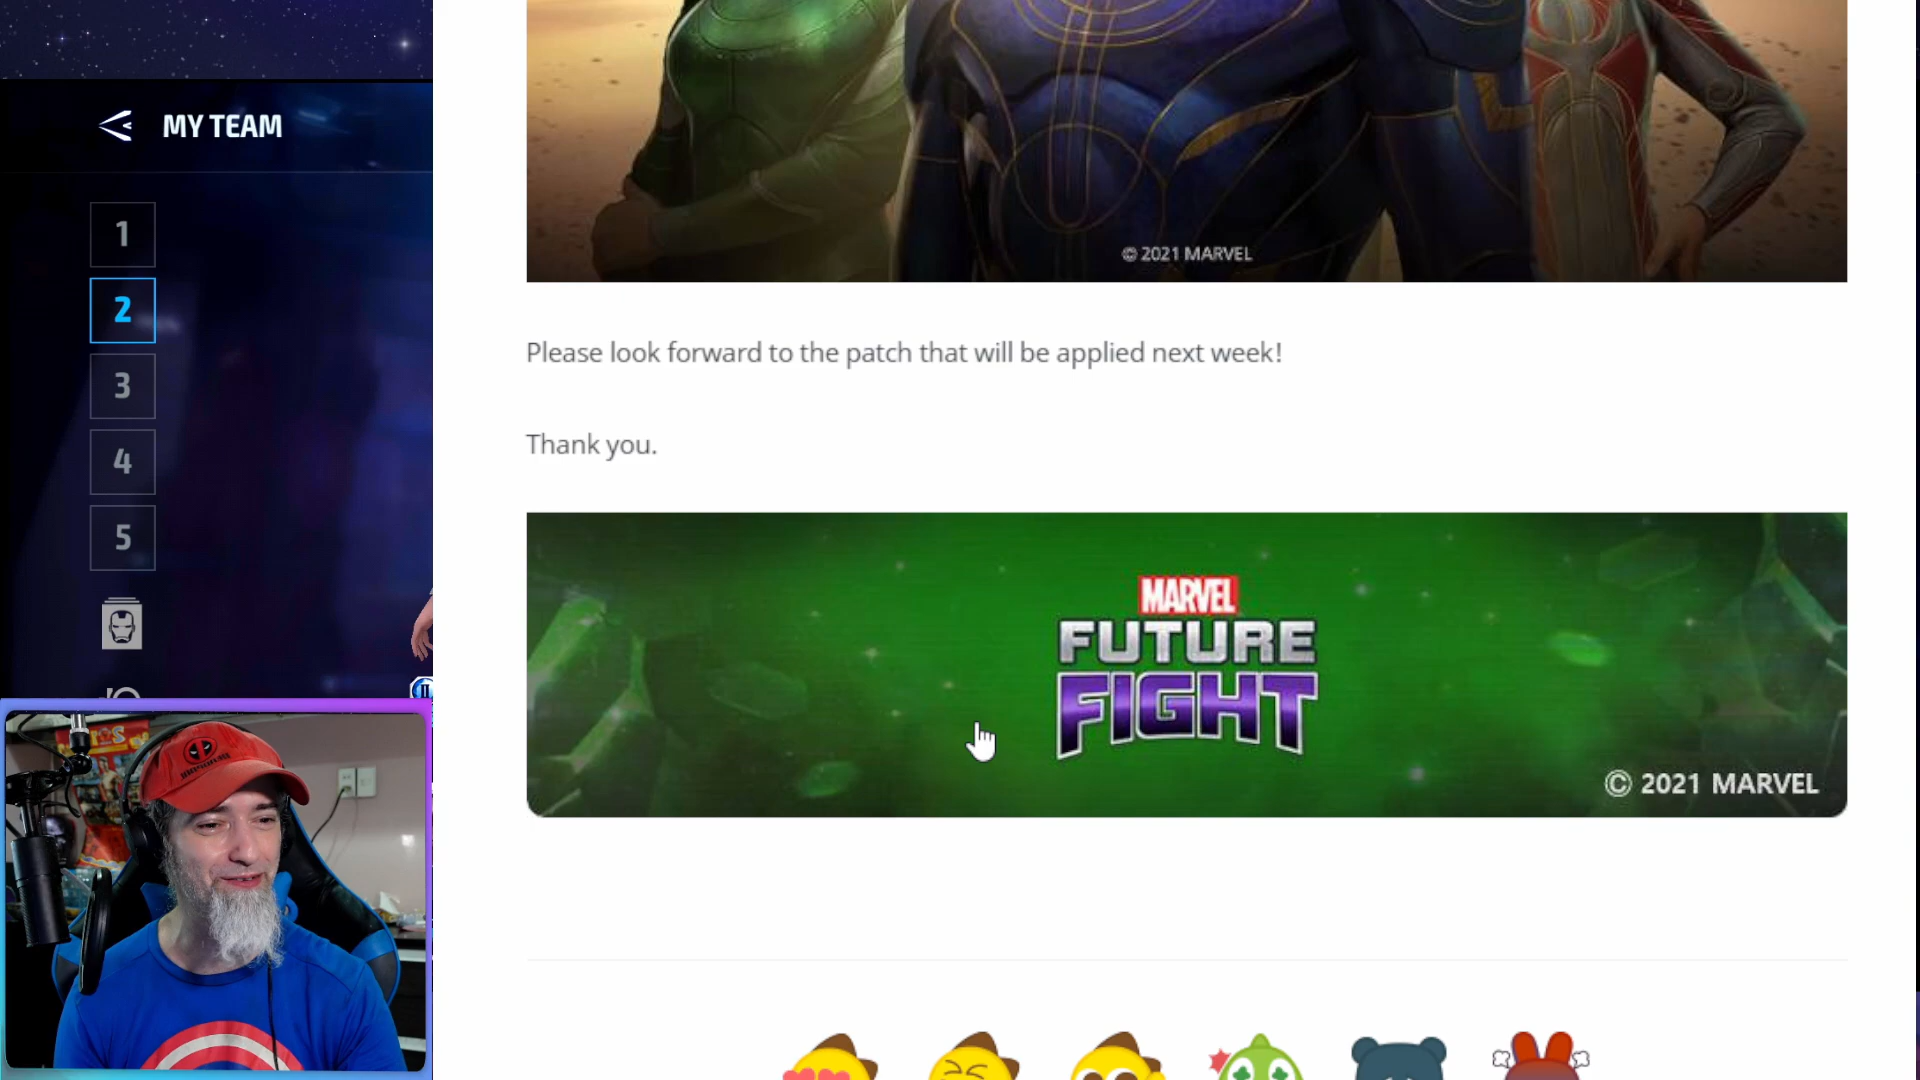 MY TEAM
1
2
3
4
5
© 2021 MARVEL
Please look forward to the patch that will be applied next week!
Thank you.
MARVEL
FUTURE
FIGHT
© 2021 MARVEL